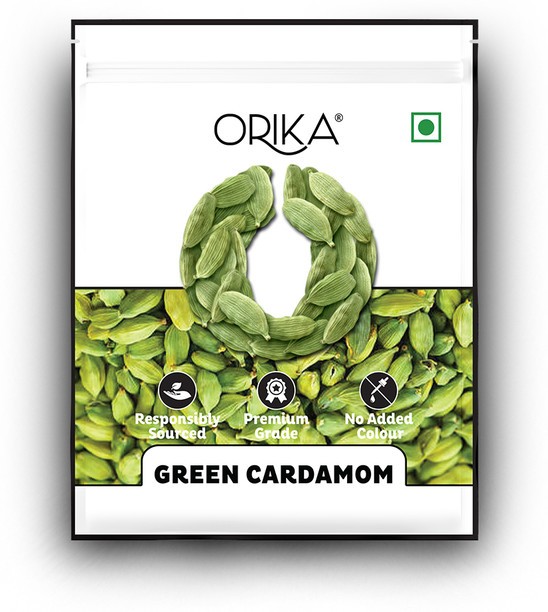 ORIKA®
Responsibly
Sourced
Premium
Grade
No Added
Colour
GREEN CARDAMOM